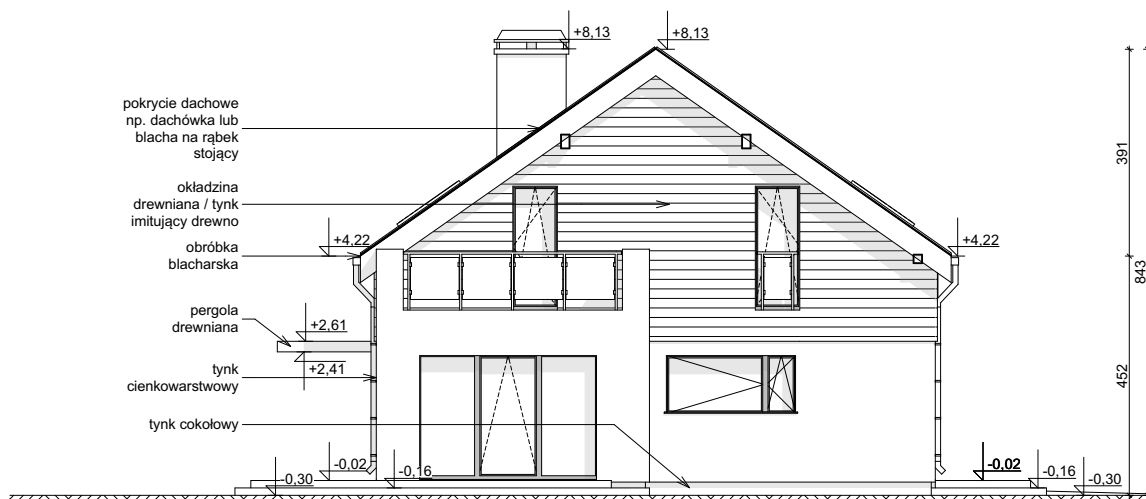 +8,13
+8,13
pokrycie dachowe
np. dachówka lub
blacha na rąbek
stojący
391
okładzina
drewniana / tynk
imitujący drewno
+4,22
+4,22
obróbka
blacharska
843
pergola
drewniana
+2,61
+2,41
tynk
cienkowarstwowy
452
tynk cokołowy
-0,02
-0,02
-0,30
-0,16
-0,16
-0,30